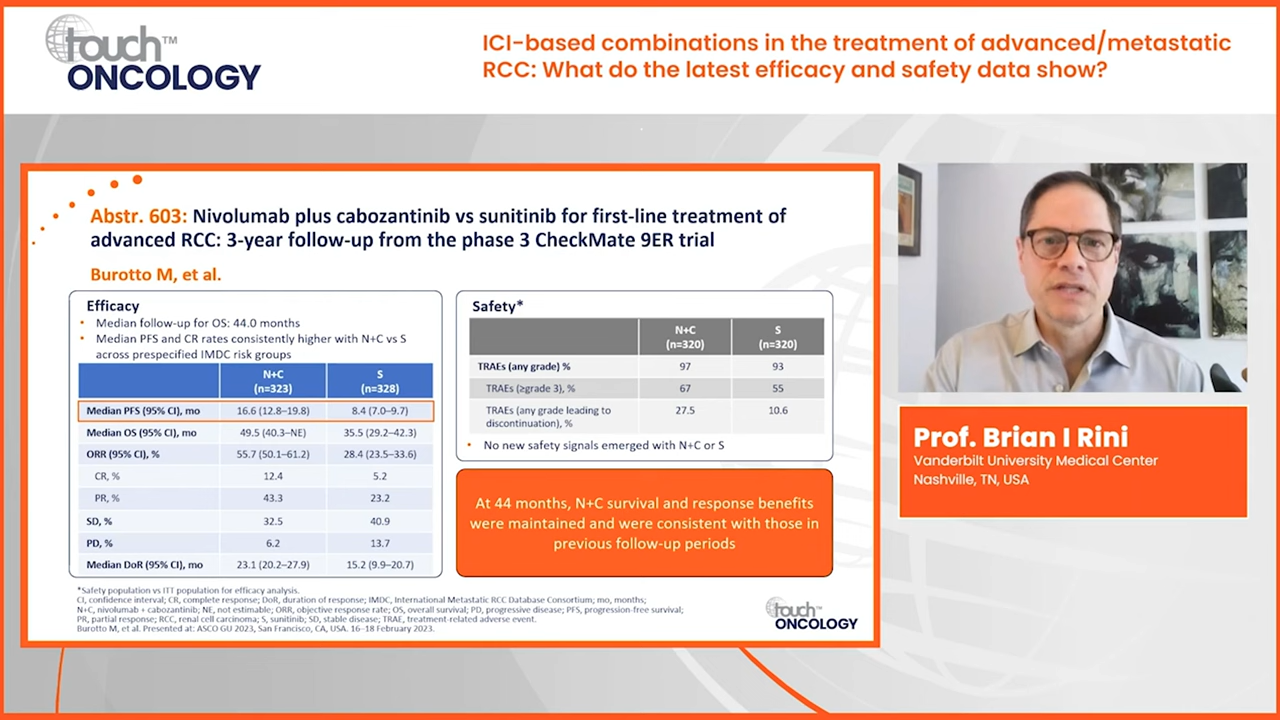 touch™
ONCOLOGY
ICI-based combinations in the treatment of advanced/metastatic
RCC: What do the latest efficacy and safety data show?
Abstr. 603: Nivolumab plus cabozantinib vs sunitinib for first-line treatment of
advanced RCC: 3-year follow-up from the phase 3 CheckMate 9ER trial
Burotto M, et al.
Efficacy
• Median follow-up for OS: 44.0 months
• Median PFS and CR rates consistently higher with N+C vs S
across prespecified IMDC risk groups
N+C S
(n=323) (n=328)
Median PFS (95% CI), mo 16.6 (12.8–19.8) 8.4 (7.0–9.7)
Median OS (95% CI), mo 49.5 (40.3–NE) 35.5 (29.2–42.3)
ORR (95% CI), % 55.7 (50.1–61.2) 28.4 (23.5–33.6)
CR, % 12.4 5.2
PR, % 43.3 23.2
SD, % 32.5 40.9
PD, % 6.2 13.7
Median DoR (95% CI), mo 23.1 (20.2–27.9) 15.2 (9.9–20.7)
Safety*
N+C S
(n=320) (n=320)
TRAEs (any grade) % 97 93
TRAEs (≥grade 3), % 67 55
TRAEs (any grade leading to
discontinuation), % 27.5 10.6
• No new safety signals emerged with N+C or S
At 44 months, N+C survival and response benefits
were maintained and were consistent with those in
previous follow-up periods
*Safety population vs ITT population for efficacy analysis.
CI, confidence interval; CR, complete response; DoR, duration of response; IMDC, International Metastatic RCC Database Consortium; mo, months;
N+C, nivolumab + cabozantinib; NE, not estimable; ORR, objective response rate; OS, overall survival; PD, progressive disease; PFS, progression-free survival;
PR, partial response; RCC, renal cell carcinoma; S, sunitinib; SD, stable disease; TRAE, treatment-related adverse event.
Burotto M, et al. Presented at: ASCO GU 2023, San Francisco, CA, USA. 16–18 February 2023.
touch™
ONCOLOGY
Prof. Brian I Rini
Vanderbilt University Medical Center
Nashville, TN, USA